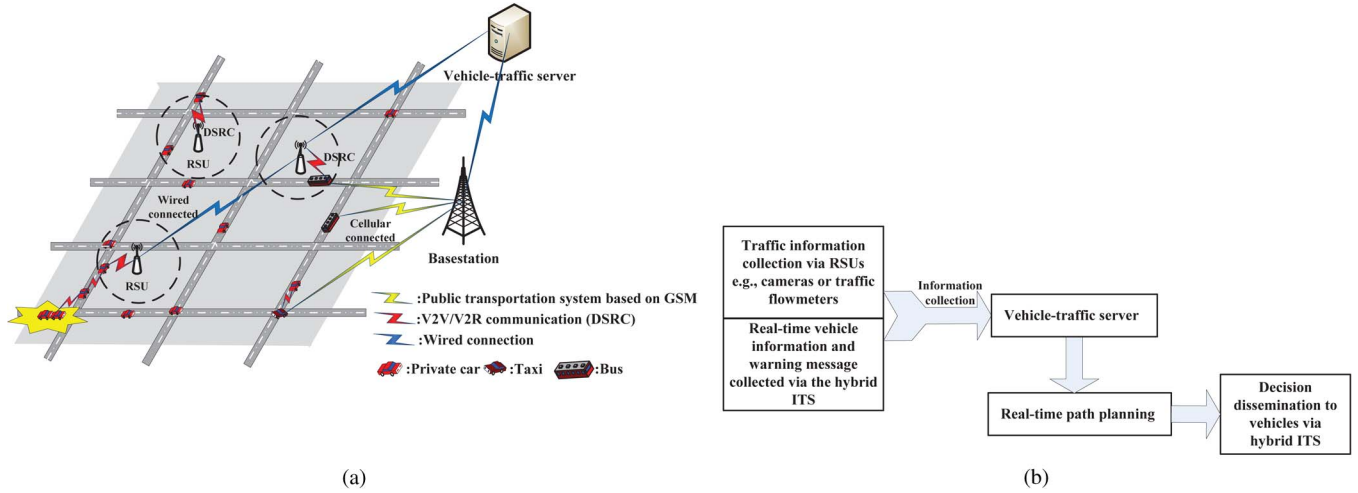 Vehicle-traffic server
DSRC
RSU
DSRC
Wired
connected
Cellular
connected
RSU
Basestation
:Public transportation system based on GSM
:V2V/V2R communication (DSRC)
:Wired connection
:Private car :Taxi :Bus
(a)
Traffic information
collection via RSUs
e.g., cameras or traffic
flowmeters
Real-time vehicle
information and
warning message
collected via the hybrid
ITS
Information
collection
Vehicle-traffic server
Real-time path planning
Decision
dissemination to
vehicles via
hybrid ITS
(b)